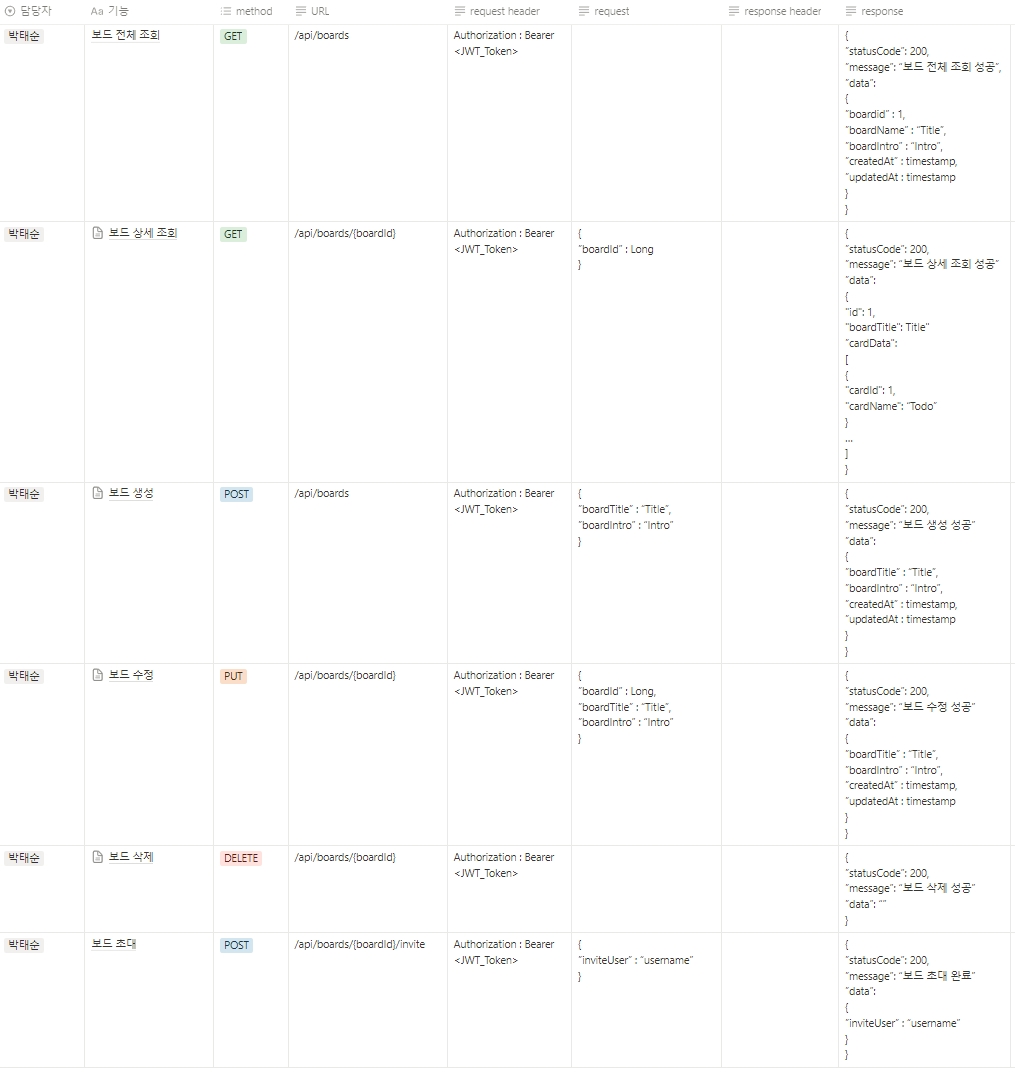 담당자 Aa 기능 method URL request header request response header response
박태순
보드 전체 조회
GET
/api/boards
Authorization : Bearer
<JWT_Token>
{
"statusCode": 200,
"message": "보드 전체 조회 성공",
"data":
{
"boardid" : 1,
"boardName" : "Title",
"boardIntro" : "Intro",
"createdAt" : timestamp,
"updatedAt : timestamp
}
}
박태순
보드 상세 조회
GET
/api/boards/{boardId}
Authorization : Bearer
<JWT_Token>
{
"boardId" : Long
}
{
"statusCode": 200,
"message": "보드 상세 조회 성공"
"data":
{
"id": 1,
"boardTitle": Title"
"cardData":
[
{
"cardId": 1,
"cardName": "Todo"
}
...
]
}
박태순
보드 생성
POST
/api/boards
Authorization : Bearer
<JWT_Token>
{
"boardTitle" : "Title",
"boardIntro" : "Intro"
}
{
"statusCode": 200,
"message": "보드 생성 성공"
"data":
{
"boardTitle" : "Title",
"boardIntro" : "Intro",
"createdAt" : timestamp,
"updatedAt : timestamp
}
}
박태순
보드 수정
PUT
/api/boards/{boardId}
Authorization : Bearer
<JWT_Token>
{
"boardId" : Long,
"boardTitle" : "Title",
"boardIntro" : "Intro"
}
{
"statusCode": 200,
"message": "보드 수정 성공"
"data":
{
"boardTitle" : "Title",
"boardIntro" : "Intro",
"createdAt" : timestamp,
"updatedAt : timestamp
}
}
박태순
보드 삭제
DELETE
/api/boards/{boardId}
Authorization : Bearer
<JWT_Token>
{
"statusCode": 200,
"message": "보드 삭제 성공"
"data": ""
}
박태순
보드 초대
POST
/api/boards/{boardId}/invite
Authorization : Bearer
<JWT_Token>
{
"inviteUser" : "username"
}
{
"statusCode": 200,
"message": "보드 초대 완료"
"data":
{
"inviteUser" : "username"
}
}